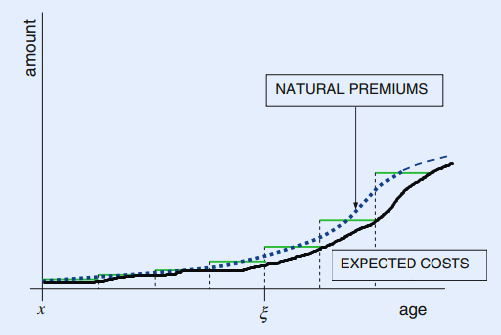 amount
NATURAL PREMIUMS
EXPECTED COSTS
x
ξ
age